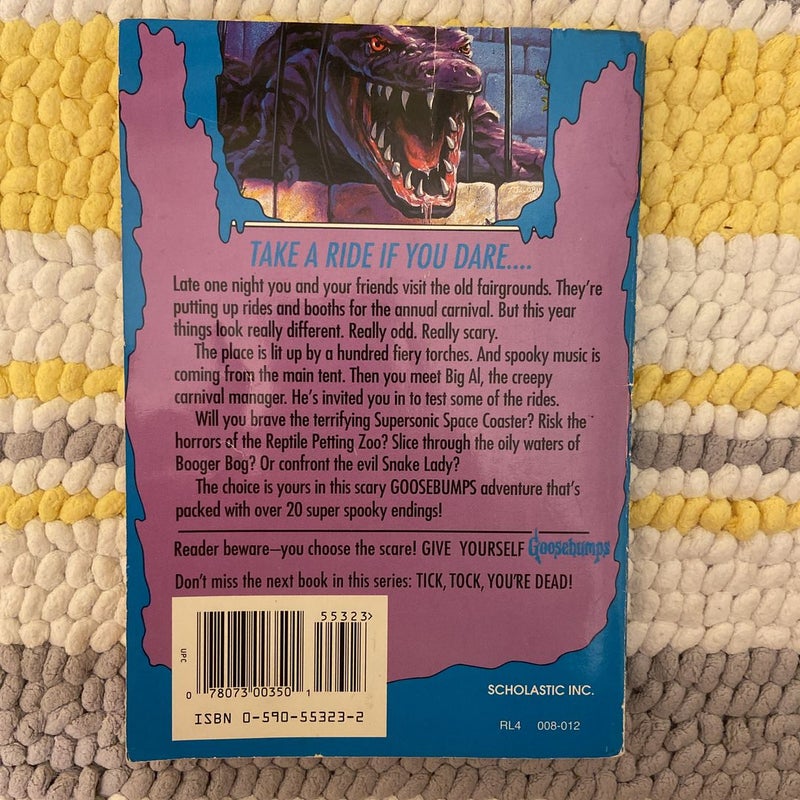 TAKE A RIDE IF YOU DARE....
Late one night you and your friends visit the old fairgrounds. They're
putting up rides and booths for the annual carnival. But this year
things look really different. Really odd. Really scary.
The place is lit up by a hundred fiery torches. And spooky music is
coming from the main tent. Then you meet Big Al, the creepy
carnival manager. He's invited you in to test some of the rides.
Will you brave the terrifying Supersonic Space Coaster? Risk the
horrors of the Reptile Petting Zoo? Slice through the oily waters of
Booger Bog? Or confront the evil Snake Lady?
The choice is yours in this scary GOOSEBUMPS adventure that's
packed with over 20 super spooky endings!
Reader beware—you choose the scare! GIVE YOURSELF Goosebumps™
Don't miss the next book in this series: TICK, TOCK, YOU'RE DEAD!
55323>
UPC
0 78073 00350 1
ISBN 0-590-55323-2
SCHOLASTIC INC.
RL4 008-012